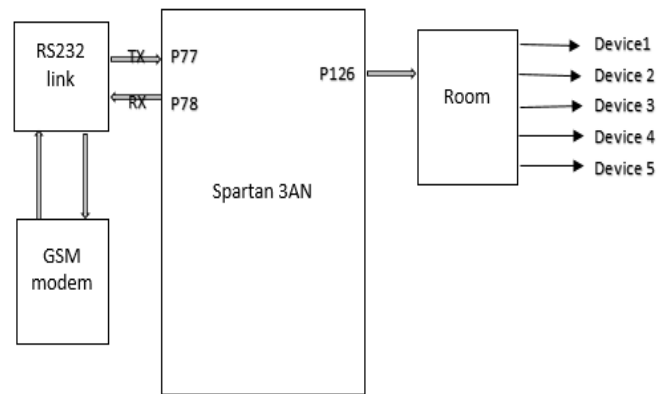 RS232
link
TX
RX
P77
P78
Spartan 3AN
P126
Room
Device1
Device 2
Device 3
Device 4
Device 5
GSM
modem